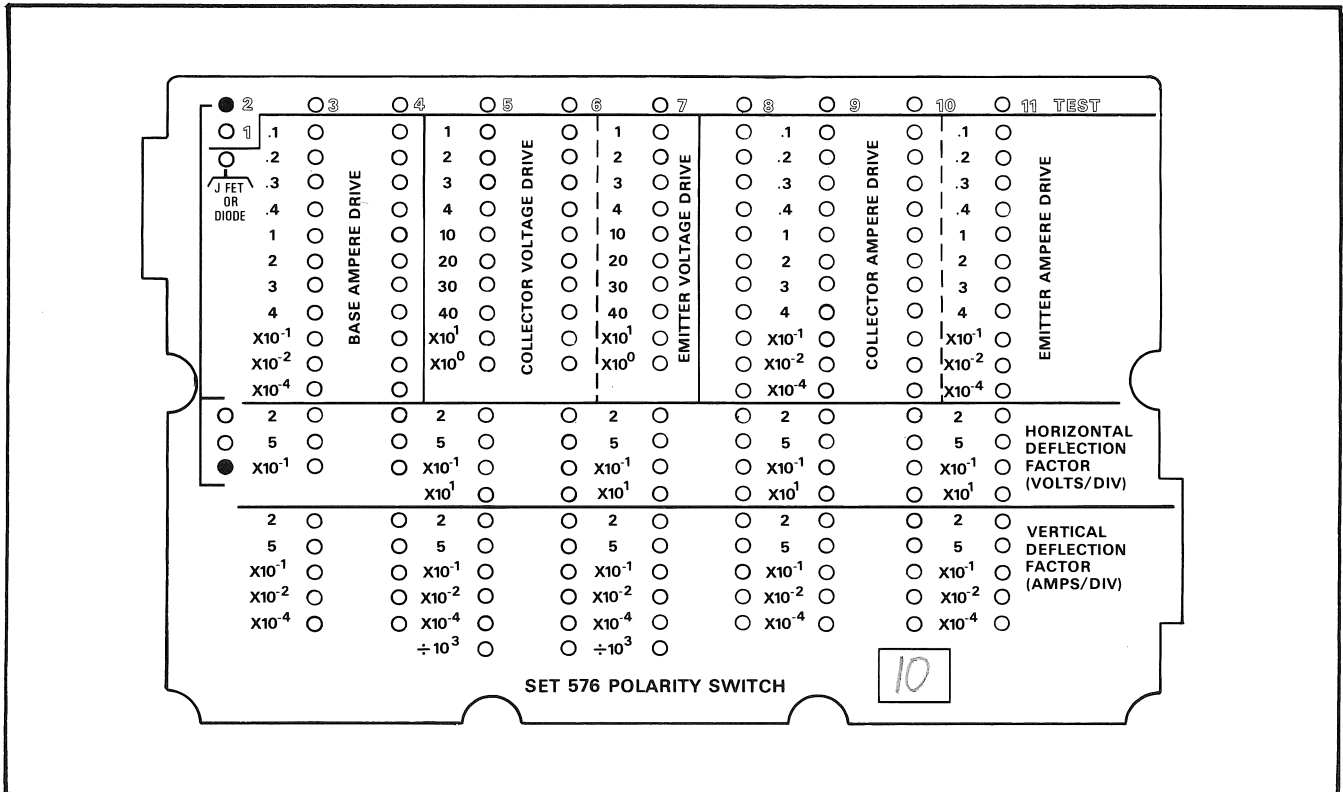 2 3 4 5 6 7 8 9 10 11 TEST
1 .1 1 1 .1 .1
.2 2 2 .2 .2
J FET .3 3 3 .3 .3
OR
DIODE .4 4 4 .4 .4
1 10 10 1 1
2 20 20 2 2
3 30 30 3 3
4 40 40 4 4
X10⁻¹ X10¹ X10¹ X10⁻¹ X10⁻¹
X10⁻² X10⁰ X10⁰ X10⁻² X10⁻²
X10⁻⁴ X10⁻⁴ X10⁻⁴
BASE AMPERE DRIVE
COLLECTOR VOLTAGE DRIVE
EMITTER VOLTAGE DRIVE
COLLECTOR AMPERE DRIVE
EMITTER AMPERE DRIVE
2 2 2 2 2
5 5 5 5 5
X10⁻¹ X10⁻¹ X10⁻¹ X10⁻¹ X10⁻¹
X10¹ X10¹ X10¹ X10¹
HORIZONTAL
DEFLECTION
FACTOR
(VOLTS/DIV)
2 2 2 2 2
5 5 5 5 5
X10⁻¹ X10⁻¹ X10⁻¹ X10⁻¹ X10⁻¹
X10⁻² X10⁻² X10⁻² X10⁻² X10⁻²
X10⁻⁴ X10⁻⁴ X10⁻⁴ X10⁻⁴ X10⁻⁴
÷10³ ÷10³
VERTICAL
DEFLECTION
FACTOR
(AMPS/DIV)
SET 576 POLARITY SWITCH
10